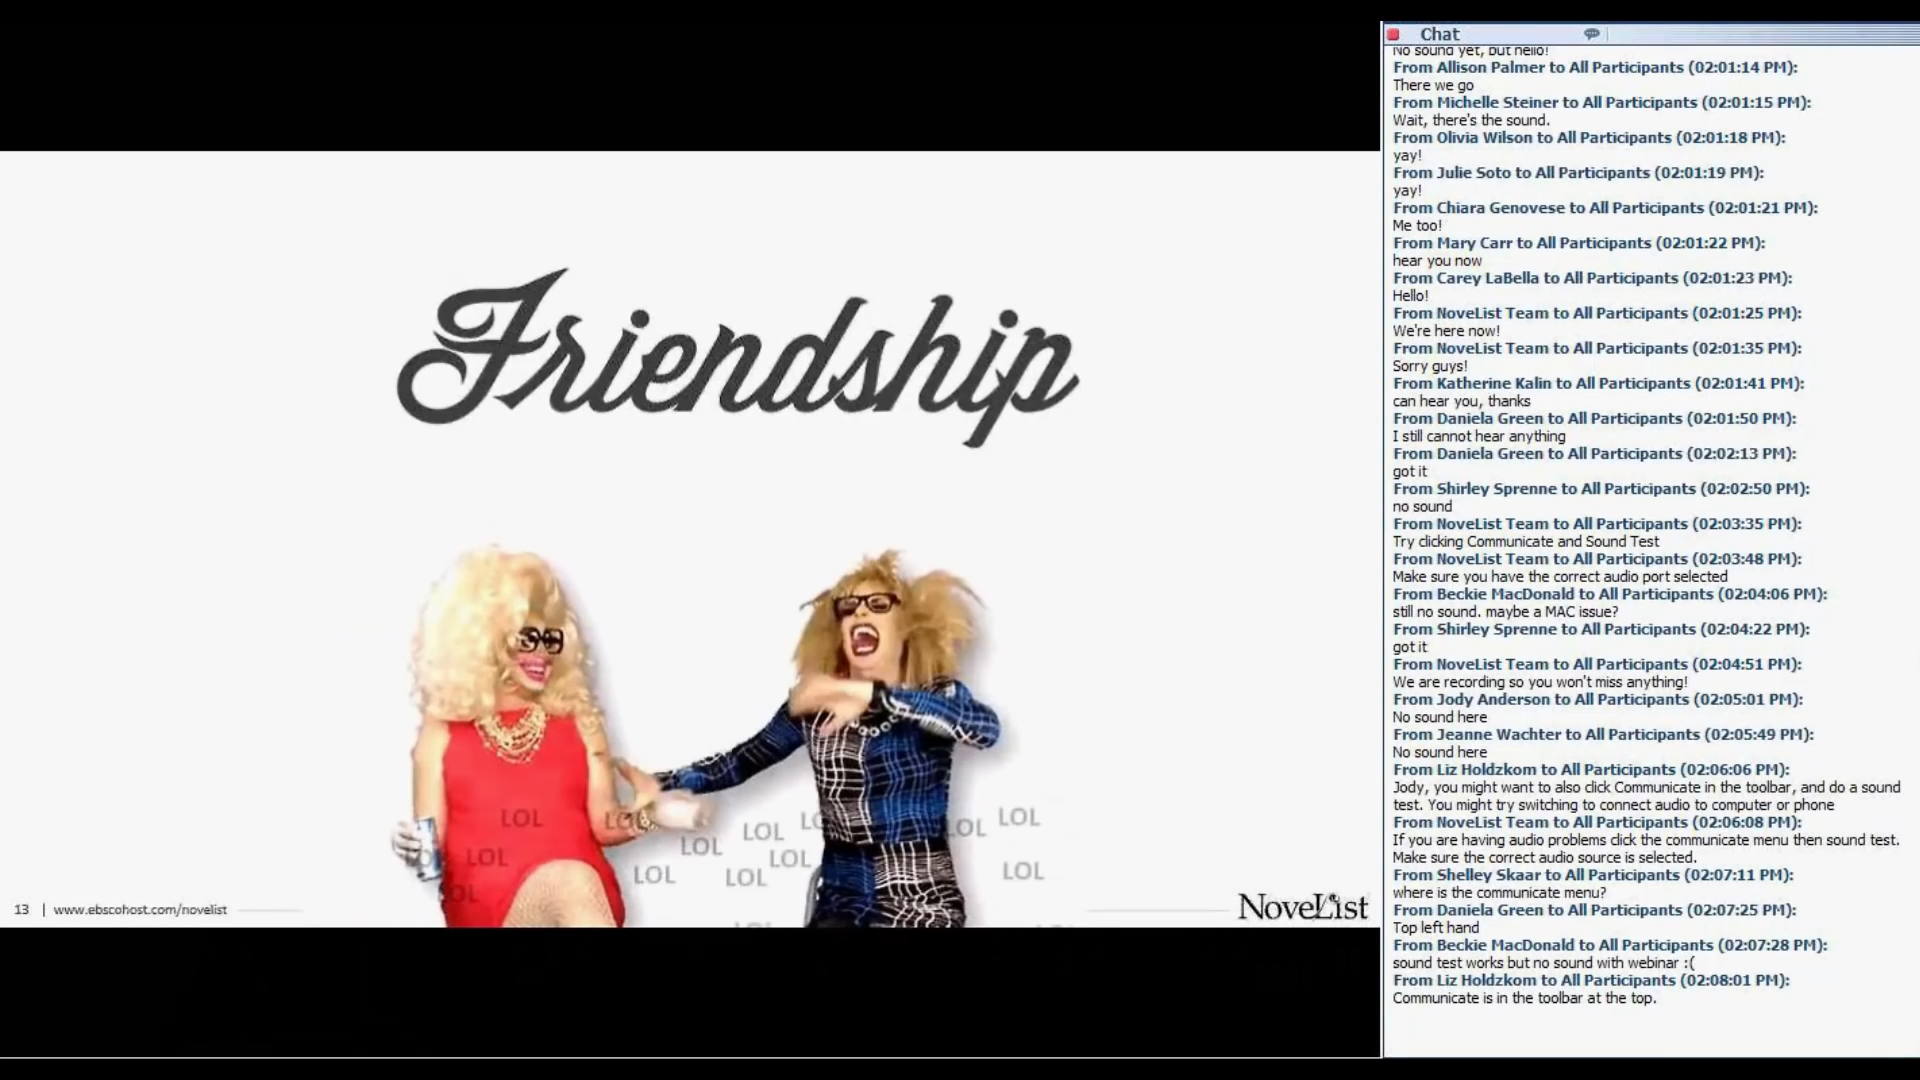 Friendship
LOL
LOL
LOL
LOL
LOL
LOL
LOL
LOL
LOL
LOL
LOL
LOL
LOL
LOL
13 | www.ebscohost.com/novelist
NoveList
Chat
No sound yet, but hello!
From Allison Palmer to All Participants (02:01:14 PM):
There we go
From Michelle Steiner to All Participants (02:01:15 PM):
Wait, there's the sound.
From Olivia Wilson to All Participants (02:01:18 PM):
yay!
From Julie Soto to All Participants (02:01:19 PM):
yay!
From Chiara Genovese to All Participants (02:01:21 PM):
Me too!
From Mary Carr to All Participants (02:01:22 PM):
hear you now
From Carey LaBella to All Participants (02:01:23 PM):
Hello!
From NoveList Team to All Participants (02:01:25 PM):
We're here now!
From NoveList Team to All Participants (02:01:35 PM):
Sorry guys!
From Katherine Kalin to All Participants (02:01:41 PM):
can hear you, thanks
From Daniela Green to All Participants (02:01:50 PM):
I still cannot hear anything
From Daniela Green to All Participants (02:02:13 PM):
got it
From Shirley Sprenne to All Participants (02:02:50 PM):
no sound
From NoveList Team to All Participants (02:03:35 PM):
Try clicking Communicate and Sound Test
From NoveList Team to All Participants (02:03:48 PM):
Make sure you have the correct audio port selected
From Beckie MacDonald to All Participants (02:04:06 PM):
still no sound. maybe a MAC issue?
From Shirley Sprenne to All Participants (02:04:22 PM):
got it
From NoveList Team to All Participants (02:04:51 PM):
We are recording so you won't miss anything!
From Jody Anderson to All Participants (02:05:01 PM):
No sound here
From Jeanne Wachter to All Participants (02:05:49 PM):
No sound here
From Liz Holdzkom to All Participants (02:06:06 PM):
Jody, you might want to also click Communicate in the toolbar, and do a sound
test. You might try switching to connect audio to computer or phone
From NoveList Team to All Participants (02:06:08 PM):
If you are having audio problems click the communicate menu then sound test.
Make sure the correct audio source is selected.
From Shelley Skaar to All Participants (02:07:11 PM):
where is the communicate menu?
From Daniela Green to All Participants (02:07:25 PM):
Top left hand
From Beckie MacDonald to All Participants (02:07:28 PM):
sound test works but no sound with webinar :(
From Liz Holdzkom to All Participants (02:08:01 PM):
Communicate is in the toolbar at the top.